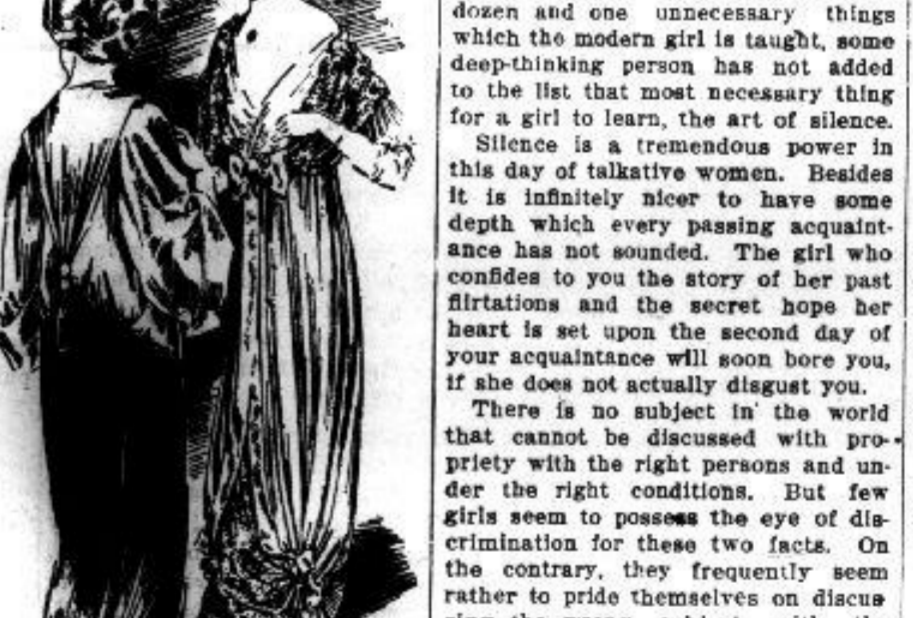 dozen and one unnecessary things
which the modern girl is taught, some
deep-thinking person has not added
to the list that most necessary thing
for a girl to learn, the art of silence.
Silence is a tremendous power in
this day of talkative women. Besides
it is infinitely nicer to have some
depth which every passing acquaint-
ance has not sounded. The girl who
confides to you the story of her past
flirtations and the secret hope her
heart is set upon the second day of
your acquaintance will soon bore you,
if she does not actually disgust you.
There is no subject in the world
that cannot be discussed with pro-
priety with the right persons and un-
der the right conditions. But few
girls seem to possess the eye of dis-
crimination for these two facts. On
the contrary, they frequently seem
rather to pride themselves on discus